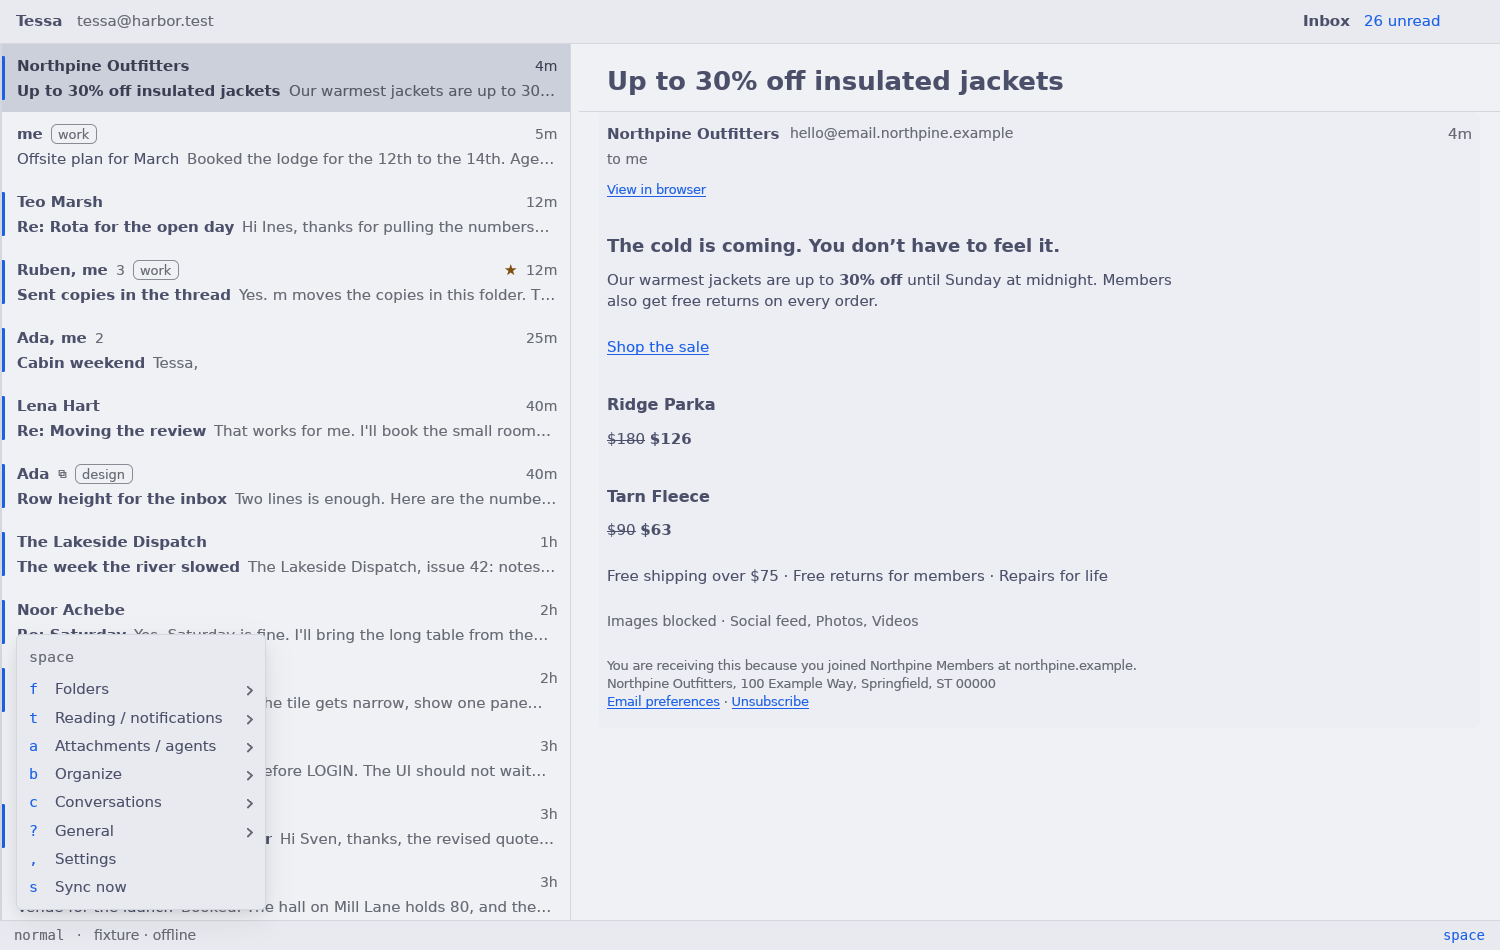 Tessa tessa@harbor.test
Inbox 26 unread
Northpine Outfitters 4m
Up to 30% off insulated jackets Our warmest jackets are up to 30…
me work 5m
Offsite plan for March Booked the lodge for the 12th to the 14th. Age…
Teo Marsh 12m
Re: Rota for the open day Hi Ines, thanks for pulling the numbers…
Ruben, me 3 work ★ 12m
Sent copies in the thread Yes. m moves the copies in this folder. T…
Ada, me 2 25m
Cabin weekend Tessa,
Lena Hart 40m
Re: Moving the review That works for me. I'll book the small room…
Ada design 40m
Row height for the inbox Two lines is enough. Here are the numbe…
The Lakeside Dispatch 1h
The week the river slowed The Lakeside Dispatch, issue 42: notes…
Noor Achebe 2h
Re: Saturday Yes, Saturday is fine. I'll bring the long table from the…
2h
he tile gets narrow, show one pane…
3h
efore LOGIN. The UI should not wait…
3h
r Hi Sven, thanks, the revised quote…
3h
Venue for the launch Booked. The hall on Mill Lane holds 80, and the…
space
f Folders
t Reading / notifications
a Attachments / agents
b Organize
c Conversations
? General
, Settings
s Sync now
Up to 30% off insulated jackets
Northpine Outfitters hello@email.northpine.example 4m
to me
View in browser
The cold is coming. You don’t have to feel it.
Our warmest jackets are up to 30% off until Sunday at midnight. Members
also get free returns on every order.
Shop the sale
Ridge Parka
$180 $126
Tarn Fleece
$90 $63
Free shipping over $75 · Free returns for members · Repairs for life
Images blocked · Social feed, Photos, Videos
You are receiving this because you joined Northpine Members at northpine.example.
Northpine Outfitters, 100 Example Way, Springfield, ST 00000
Email preferences · Unsubscribe
normal · fixture · offline
space